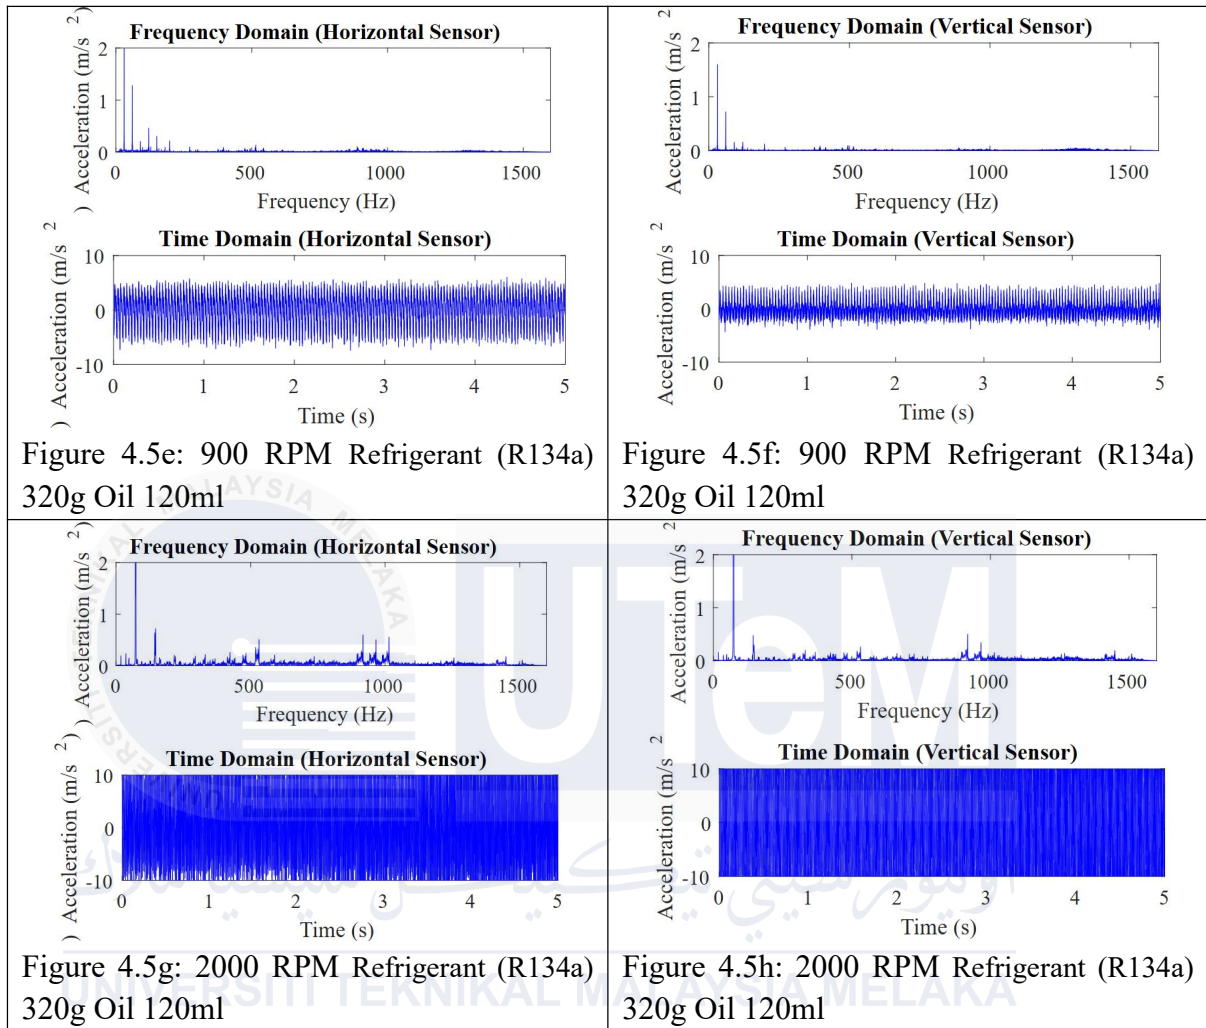 Frequency Domain (Horizontal Sensor)
Acceleration (m/s²)
2
1
0
0 500 1000 1500
Frequency (Hz)
Time Domain (Horizontal Sensor)
Acceleration (m/s²)
10
0
-10
0 1 2 3 4 5
Time (s)
Figure 4.5e: 900 RPM Refrigerant (R134a)
320g Oil 120ml
Frequency Domain (Vertical Sensor)
Acceleration (m/s²
2
1
0
0 500 1000 1500
Frequency (Hz)
Time Domain (Vertical Sensor)
Acceleration (m/s²
10
0
-10
0 1 2 3 4 5
Time (s)
Figure 4.5f: 900 RPM Refrigerant (R134a)
320g Oil 120ml
Frequency Domain (Horizontal Sensor)
Acceleration (m/s²)
2
1
0
0 500 1000 1500
Frequency (Hz)
Time Domain (Horizontal Sensor)
Acceleration (m/s²)
10
0
-10
0 1 2 3 4 5
Time (s)
Figure 4.5g: 2000 RPM Refrigerant (R134a)
320g Oil 120ml
Frequency Domain (Vertical Sensor)
Acceleration (m/s²
2
1
0
0 500 1000 1500
Frequency (Hz)
Time Domain (Vertical Sensor)
Acceleration (m/s²
10
0
-10
0 1 2 3 4 5
Time (s)
Figure 4.5h: 2000 RPM Refrigerant (R134a)
320g Oil 120ml
UTeM
UNIVERSITI TEKNIKAL MALAYSIA MELAKA